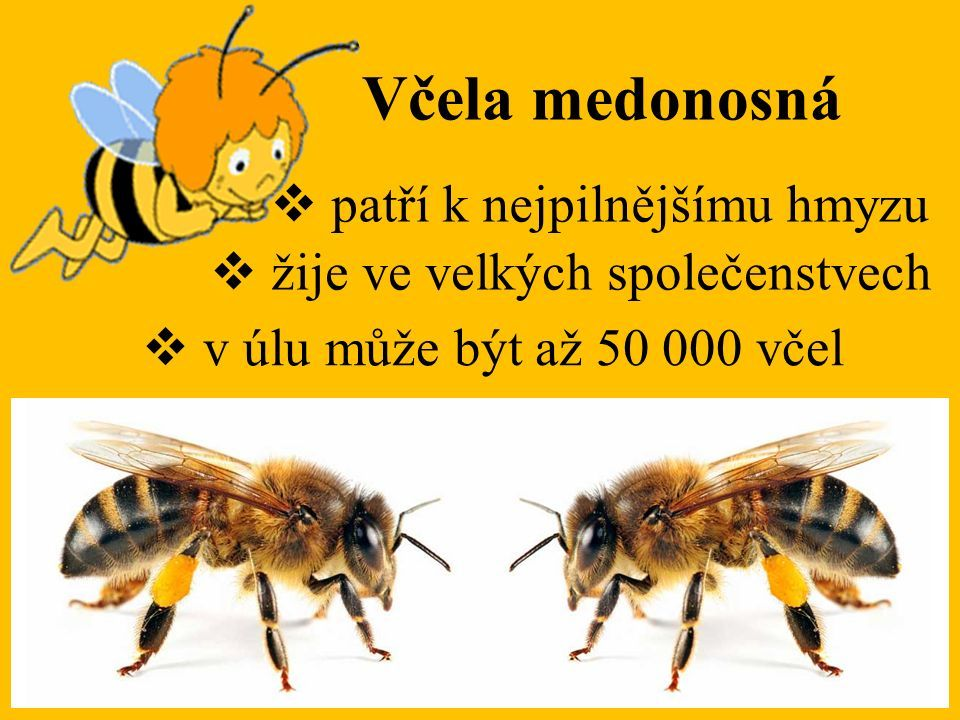 Včela medonosná
❖ patří k nejpilnějšímu hmyzu
❖ žije ve velkých společenstvech
❖ v úlu může být až 50 000 včel